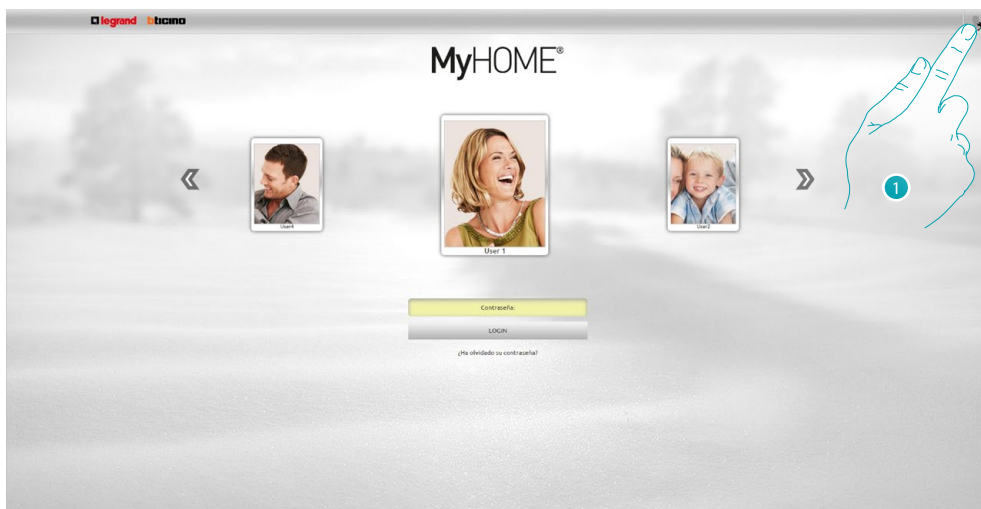 legrand bticino
MyHOME®
User4
User 1
User2
Contraseña:
LOGIN
¿Ha olvidado su contraseña?
1